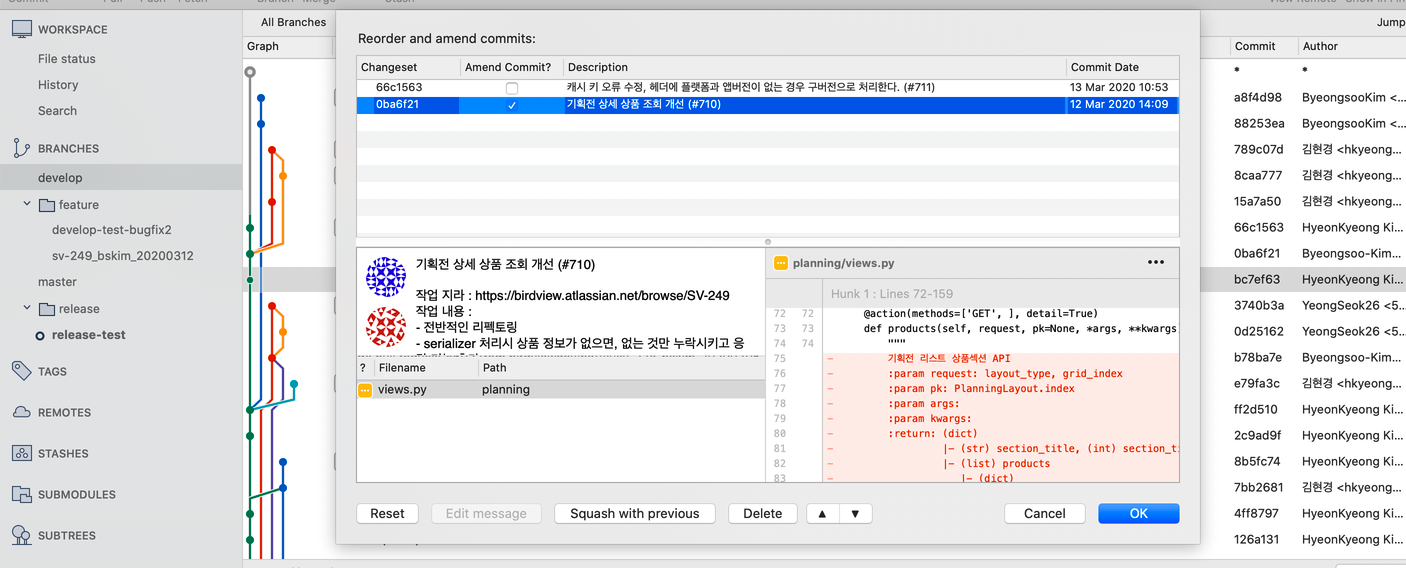 Commit
Pull
Push
Fetch
Branch
Merge
Stash
View Remote
Show in Fin
WORKSPACE
File status
History
Search
BRANCHES
develop
feature
develop-test-bugfix2
sv-249_bskim_20200312
master
release
release-test
TAGS
REMOTES
STASHES
SUBMODULES
SUBTREES
All Branches
Graph
Reorder and amend commits:
Changeset Amend Commit? Description Commit Date
66c1563 캐시 키 오류 수정, 헤더에 플랫폼과 앱버전이 없는 경우 구버전으로 처리한다. (#711) 13 Mar 2020 10:53
0ba6f21 기획전 상세 상품 조회 개선 (#710) 12 Mar 2020 14:09
기획전 상세 상품 조회 개선 (#710)
작업 지라 : https://birdview.atlassian.net/browse/SV-249
작업 내용 :
- 전반적인 리펙토링
- serializer 처리시 상품 정보가 없으면, 없는 것만 누락시키고 응
? Filename Path
views.py planning
planning/views.py •••
Hunk 1 : Lines 72-159
72 72 @action(methods=['GET', ], detail=True)
73 73 def products(self, request, pk=None, *args, **kwargs
74 74 """
75 - 기획전 리스트 상품섹션 API
76 - :param request: layout_type, grid_index
77 - :param pk: PlanningLayout.index
78 - :param args:
79 - :param kwargs:
80 - :return: (dict)
81 - |- (str) section_title, (int) section_ti
82 - |- (list) products
83 - |- (dict)
Reset
Edit message
Squash with previous
Delete
▲
▼
Cancel
OK
Jump
Commit Author
* *
a8f4d98 ByeongsooKim <...
88253ea ByeongsooKim <...
789c07d 김현경 <hkyeong...
8caa777 김현경 <hkyeong...
15a7a50 김현경 <hkyeong...
66c1563 HyeonKyeong Ki...
0ba6f21 Byeongsoo-Kim...
bc7ef63 HyeonKyeong Ki...
3740b3a YeongSeok26 <5...
0d25162 YeongSeok26 <5...
b78ba7e Byeongsoo-Kim...
e79fa3c 김현경 <hkyeong...
ff2d510 HyeonKyeong Ki...
2c9ad9f HyeonKyeong Ki...
8b5fc74 HyeonKyeong Ki...
7bb2681 김현경 <hkyeong...
4ff8797 HyeonKyeong Ki...
126a131 HyeonKyeong Ki...